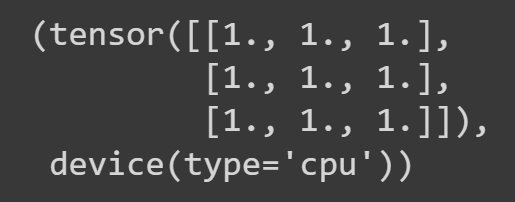 (tensor([[1., 1., 1.],
         [1., 1., 1.],
         [1., 1., 1.]]),
 device(type='cpu'))